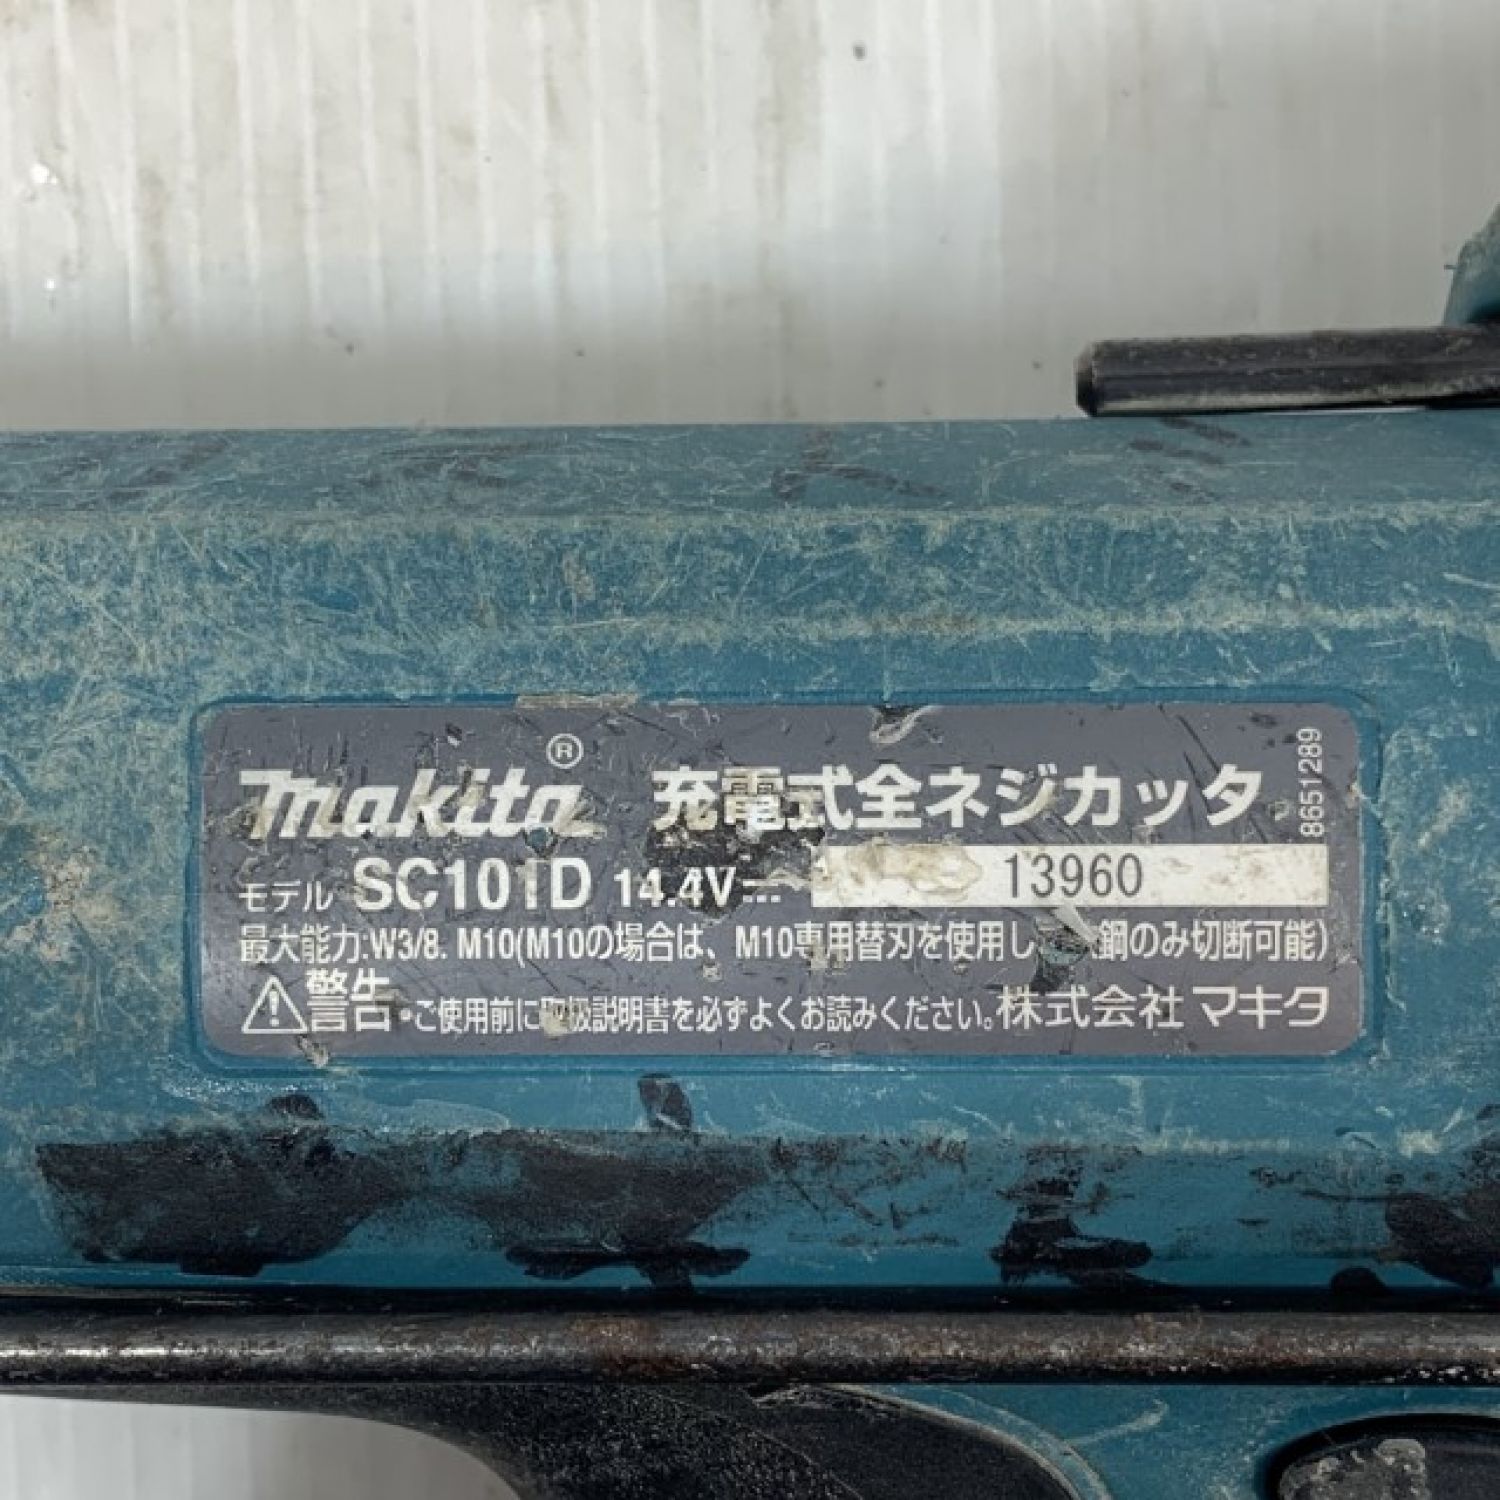 makita® 充電式全ネジカッタ
8651289
モデル SC101D 14.4V⎓ 13960
最大能力:W3/8. M10(M10の場合は、M10専用替刃を使用し 鋼のみ切断可能)
⚠警告・ご使用前に取扱説明書を必ずよくお読みください。株式会社 マキタ